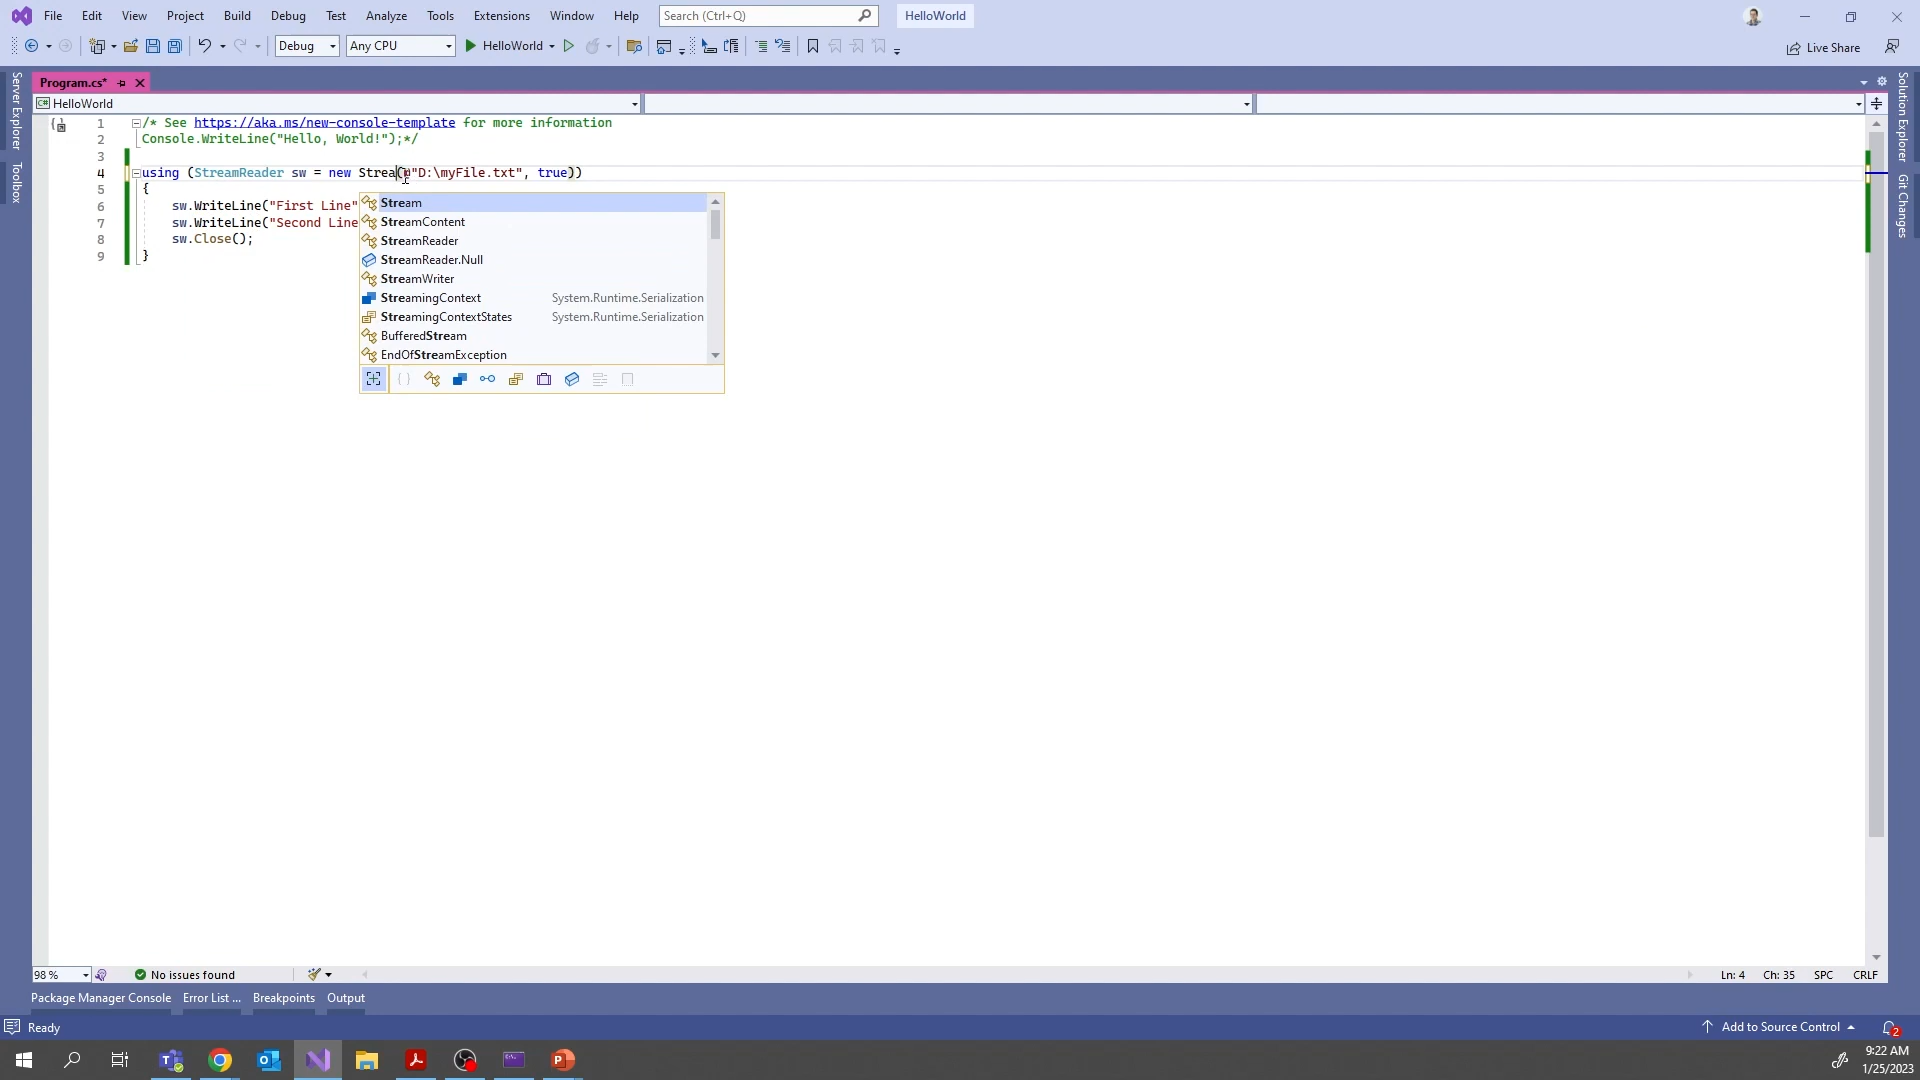 File Edit View Project Build Debug Test Analyze Tools Extensions Window Help Search (Ctrl+Q) HelloWorld
Debug Any CPU HelloWorld Live Share
Program.cs*
HelloWorld
Server Explorer
Toolbox
Solution Explorer
Git Changes
1 /* See https://aka.ms/new-console-template for more information
2 Console.WriteLine("Hello, World!");*/
3
4 using (StreamReader sw = new Strea(@"D:\myFile.txt", true))
5 {
6 sw.WriteLine("First Line"
7 sw.WriteLine("Second Line
8 sw.Close();
9 }
Stream
StreamContent
StreamReader
StreamReader.Null
StreamWriter
StreamingContext System.Runtime.Serialization
StreamingContextStates System.Runtime.Serialization
BufferedStream
EndOfStreamException
98 % No issues found Ln: 4 Ch: 35 SPC CRLF
Package Manager Console Error List ... Breakpoints Output
Ready Add to Source Control 2
9:22 AM
1/25/2023